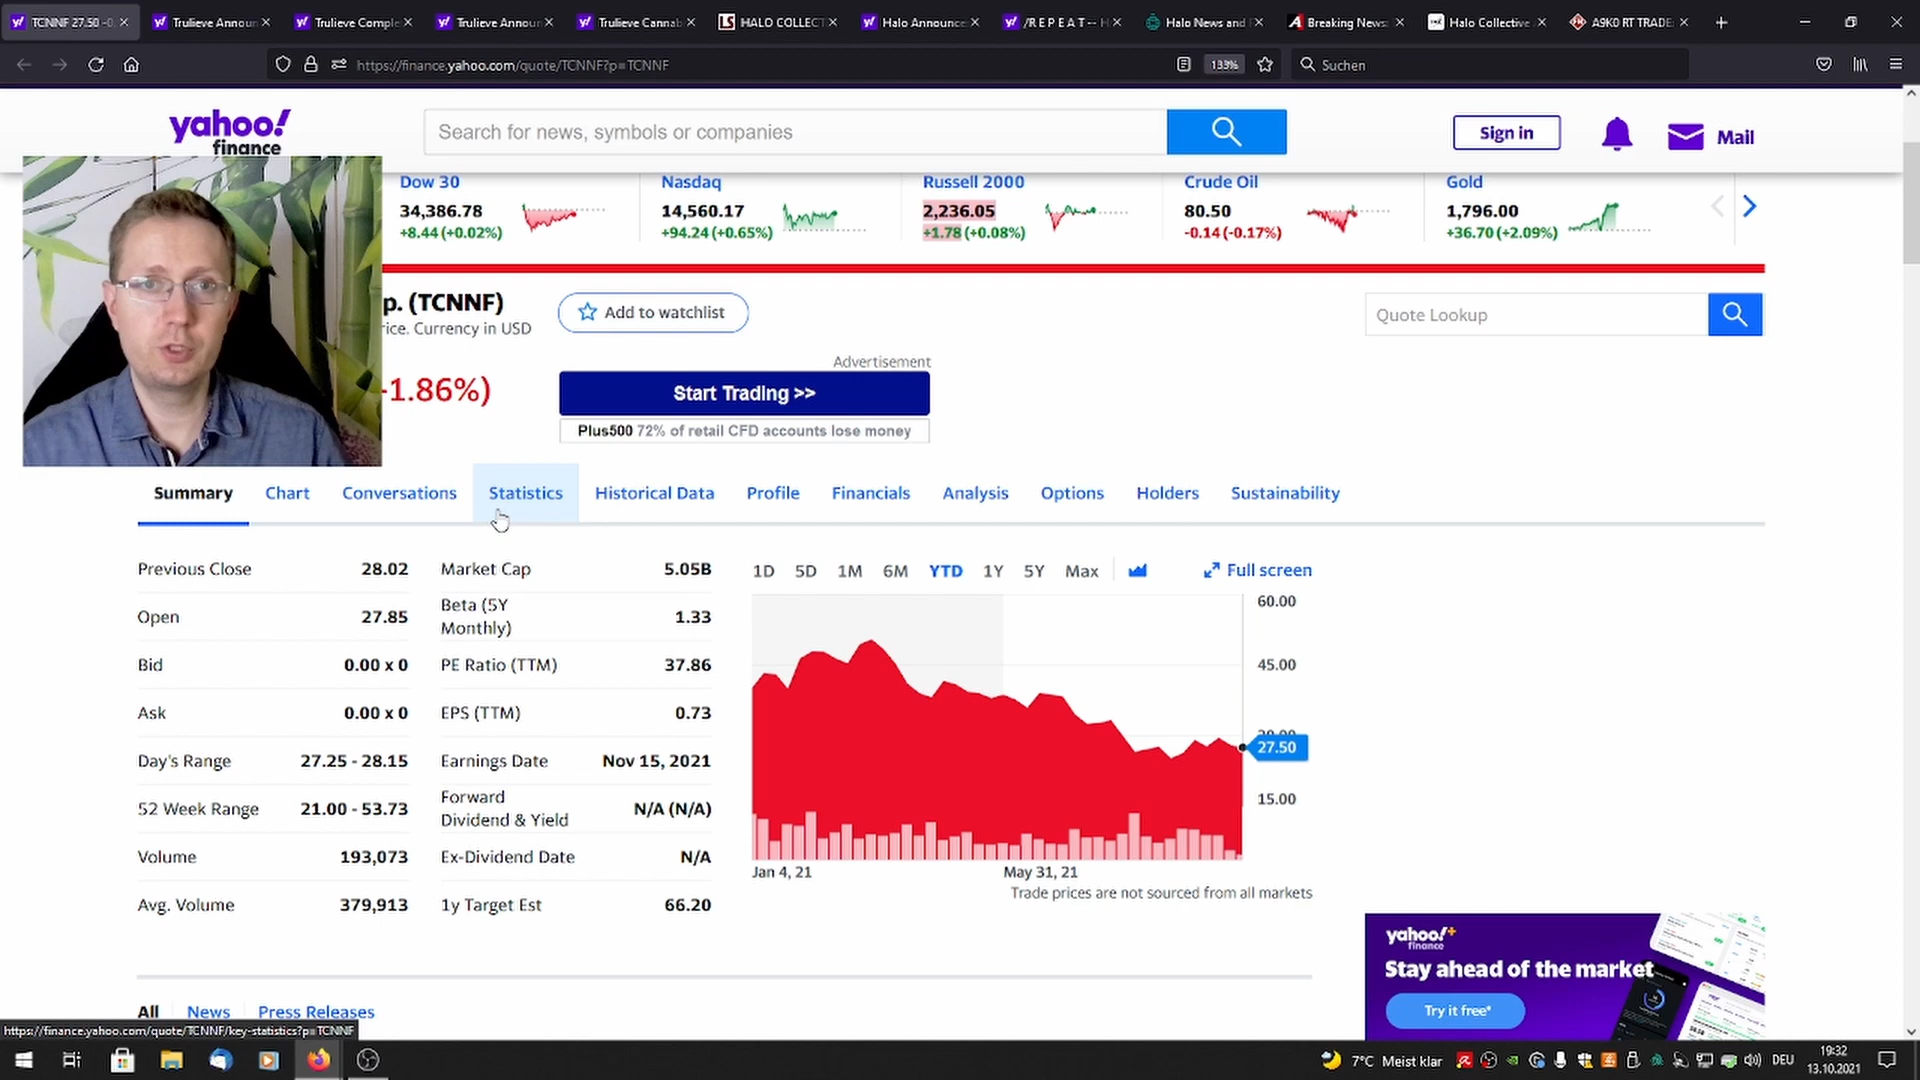 TCNNF 27.50 -0.
Trulieve Announ
Trulieve Comple
Trulieve Announ
Trulieve Cannab
HALO COLLECT
Halo Announce
/R E P E A T -- H
Halo News and
Breaking News:
Halo Collective
A9K0 RT TRADE
https://finance.yahoo.com/quote/TCNNF?p=TCNNF
133%
Suchen
yahoo!
finance
Search for news, symbols or companies
Sign in
Mail
Dow 30
34,386.78
+8.44 (+0.02%)
Nasdaq
14,560.17
+94.24 (+0.65%)
Russell 2000
2,236.05
+1.78 (+0.08%)
Crude Oil
80.50
-0.14 (-0.17%)
Gold
1,796.00
+36.70 (+2.09%)
p. (TCNNF)
rice. Currency in USD
Add to watchlist
Quote Lookup
-1.86%)
Advertisement
Start Trading >>
Plus500 72% of retail CFD accounts lose money
Summary Chart Conversations Statistics Historical Data Profile Financials Analysis Options Holders Sustainability
Previous Close 28.02
Open 27.85
Bid 0.00 x 0
Ask 0.00 x 0
Day's Range 27.25 - 28.15
52 Week Range 21.00 - 53.73
Volume 193,073
Avg. Volume 379,913
Market Cap 5.05B
Beta (5Y
Monthly) 1.33
PE Ratio (TTM) 37.86
EPS (TTM) 0.73
Earnings Date Nov 15, 2021
Forward
Dividend & Yield N/A (N/A)
Ex-Dividend Date N/A
1y Target Est 66.20
1D 5D 1M 6M YTD 1Y 5Y Max
Full screen
60.00
45.00
27.50
15.00
Jan 4, 21
May 31, 21
Trade prices are not sourced from all markets
yahoo!+
finance
Stay ahead of the market
Try it free*
All News Press Releases
https://finance.yahoo.com/quote/TCNNF/key-statistics?p=TCNNF
7°C Meist klar
DEU
19:32
13.10.2021